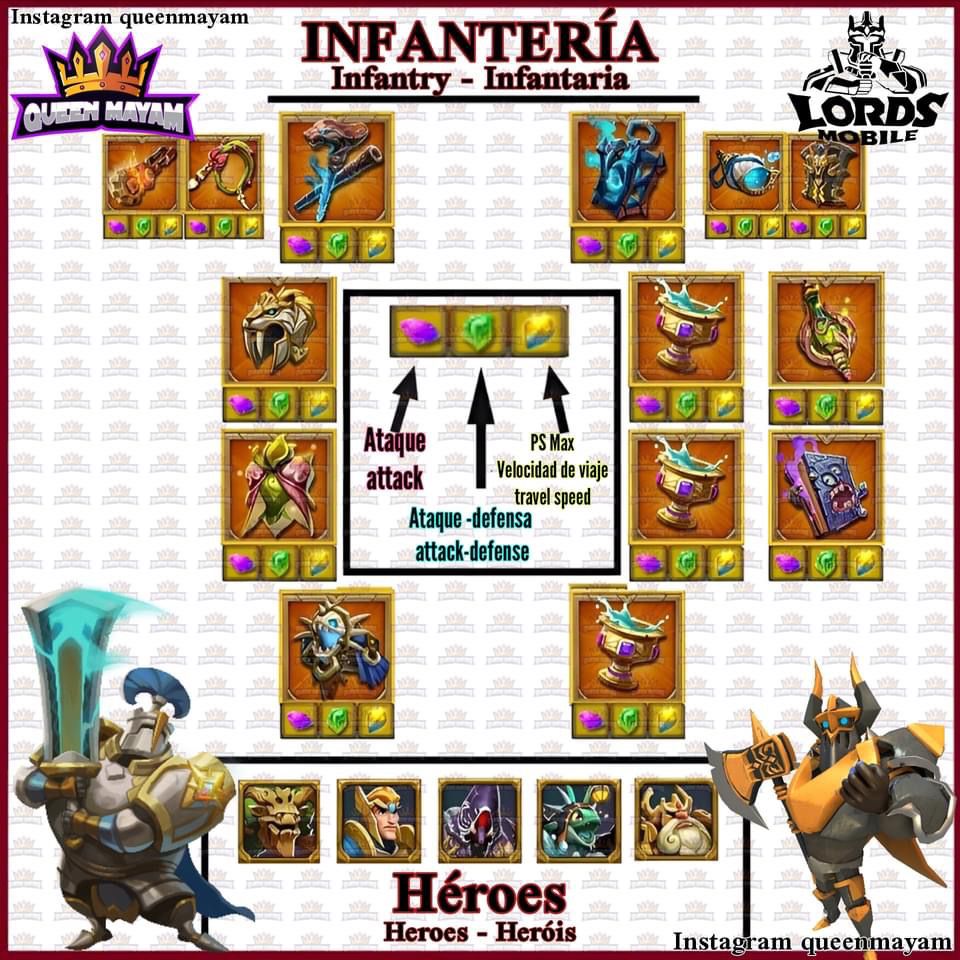 Instagram queenmayam
QUEEN MAYAM
INFANTERÍA
Infantry - Infantaria
LORDS
MOBILE
Ataque
attack
PS Max
Velocidad de viaje
travel speed
Ataque -defensa
attack-defense
Héroes
Heroes - Heróis
Instagram queenmayam